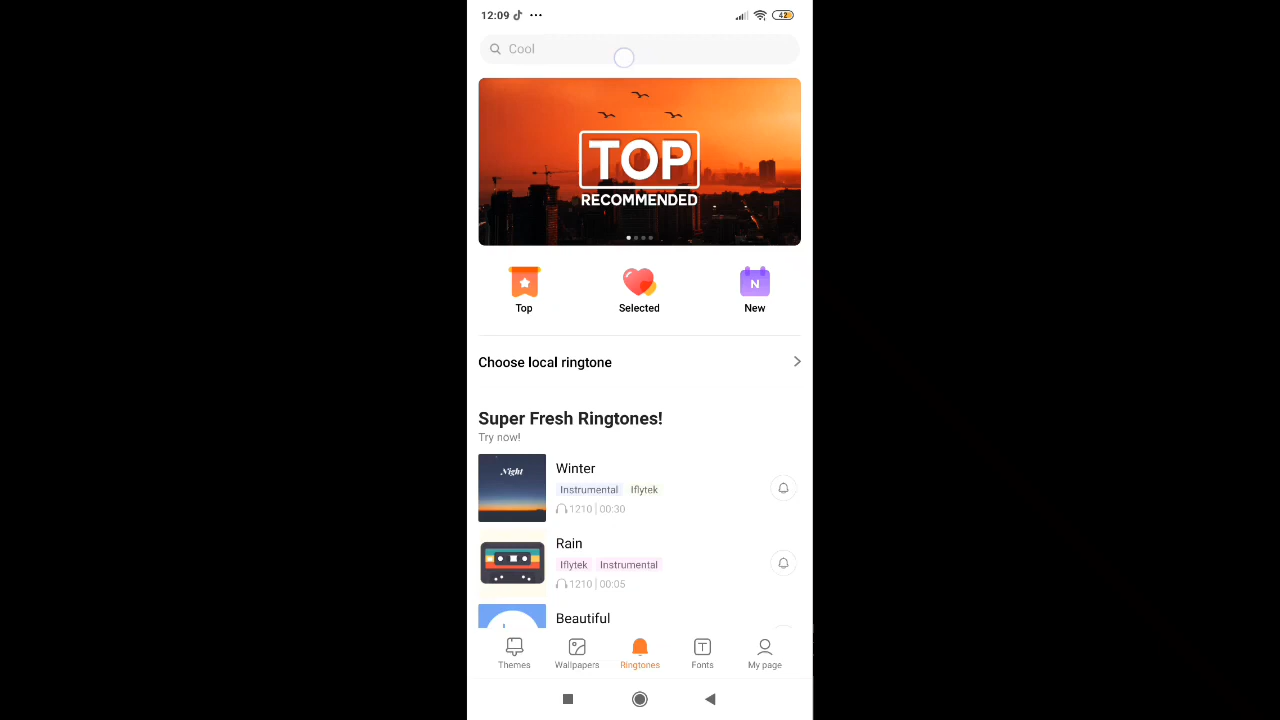 12:09
42
Cool
TOP
RECOMMENDED
N
Top
Selected
New
Choose local ringtone
Super Fresh Ringtones!
Try now!
Night
Winter
Instrumental Iflytek
1210 | 00:30
Rain
Iflytek Instrumental
1210 | 00:05
Beautiful
Themes
Wallpapers
Ringtones
T
Fonts
My page